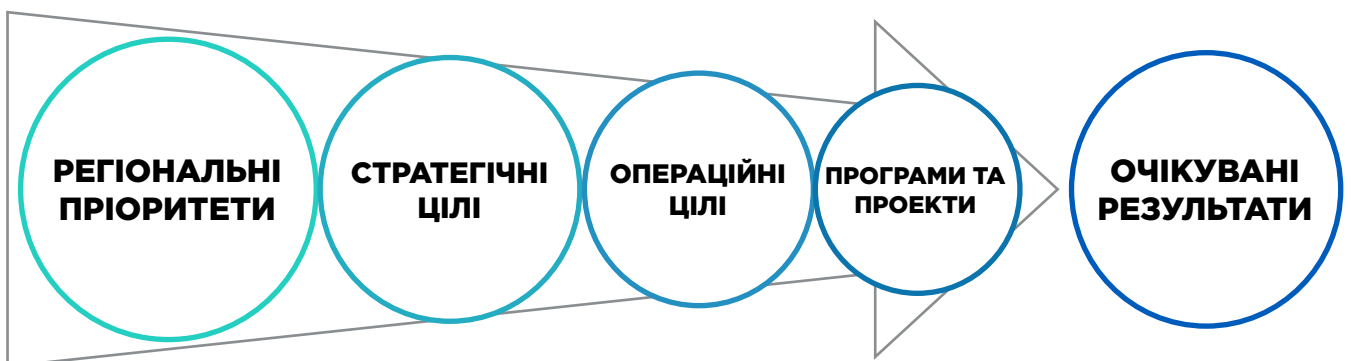 РЕГІОНАЛЬНІ
ПРІОРИТЕТИ
СТРАТЕГІЧНІ
ЦІЛІ
ОПЕРАЦІЙНІ
ЦІЛІ
ПРОГРАМИ ТА
ПРОЕКТИ
ОЧІКУВАНІ
РЕЗУЛЬТАТИ